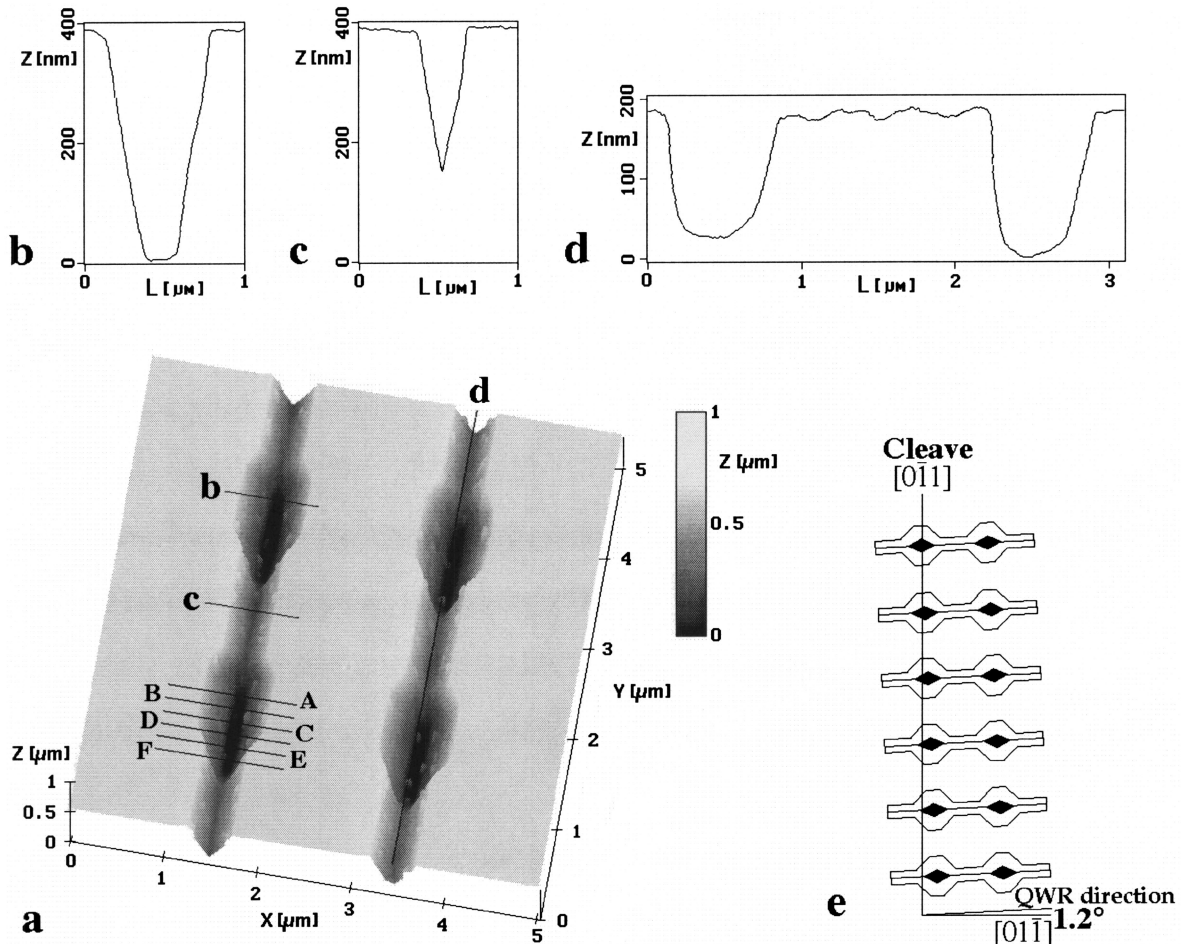 400
Z [nm]
200
0
0
1
L [µM]
b
400
Z [nm]
200
0
0
1
L [µM]
c
200
Z [nm]
100
0
0
1
2
3
L [µM]
d
d
b
c
A
B
C
D
E
F
Z [µm]
1
0.5
0
0
1
2
3
4
5
X [µm]
0
1
2
3
4
5
Y [µm]
a
1
Z [µm]
0.5
0
Cleave
[01̄1]
QWR direction
1.2°
[011̄]
e